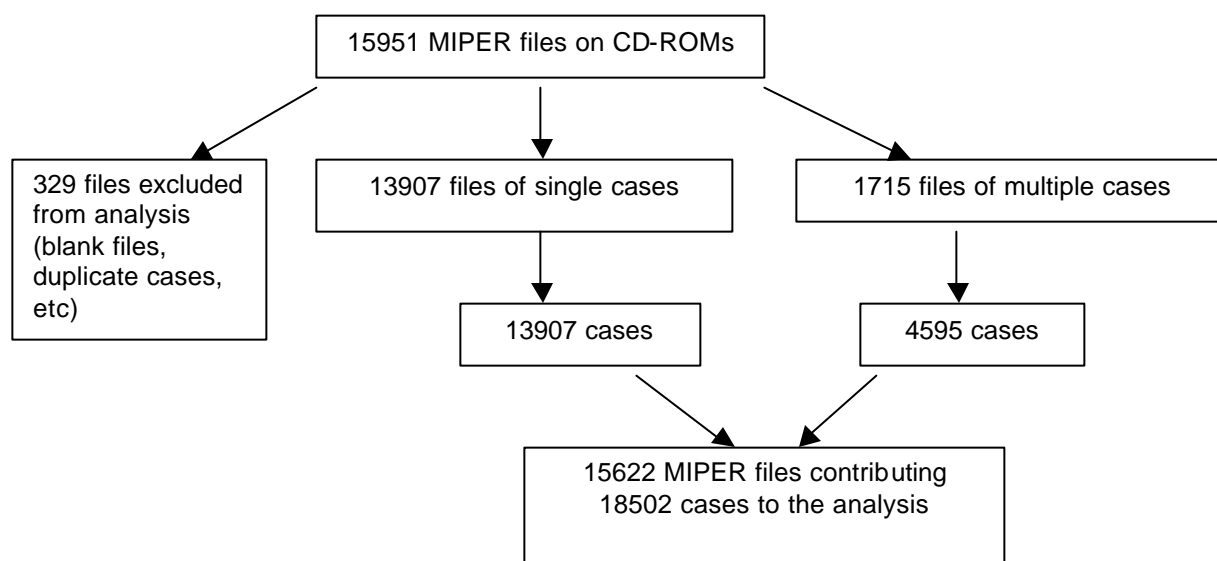 15951 MIPER files on CD-ROMs
329 files excluded
from analysis
(blank files,
duplicate cases,
etc)
13907 files of single cases
1715 files of multiple cases
13907 cases
4595 cases
15622 MIPER files contributing
18502 cases to the analysis